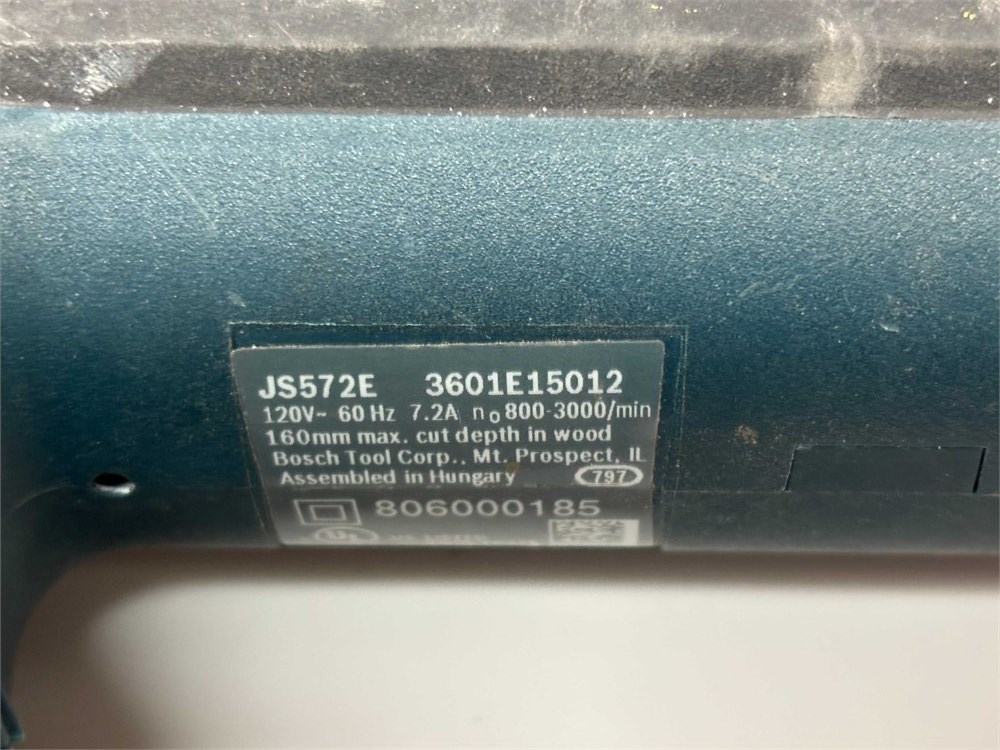 JS572E 3601E15012
120V~ 60 Hz 7.2A n₀ 800-3000/min
160mm max. cut depth in wood
Bosch Tool Corp., Mt. Prospect, IL
Assembled in Hungary 797
806000185
UL